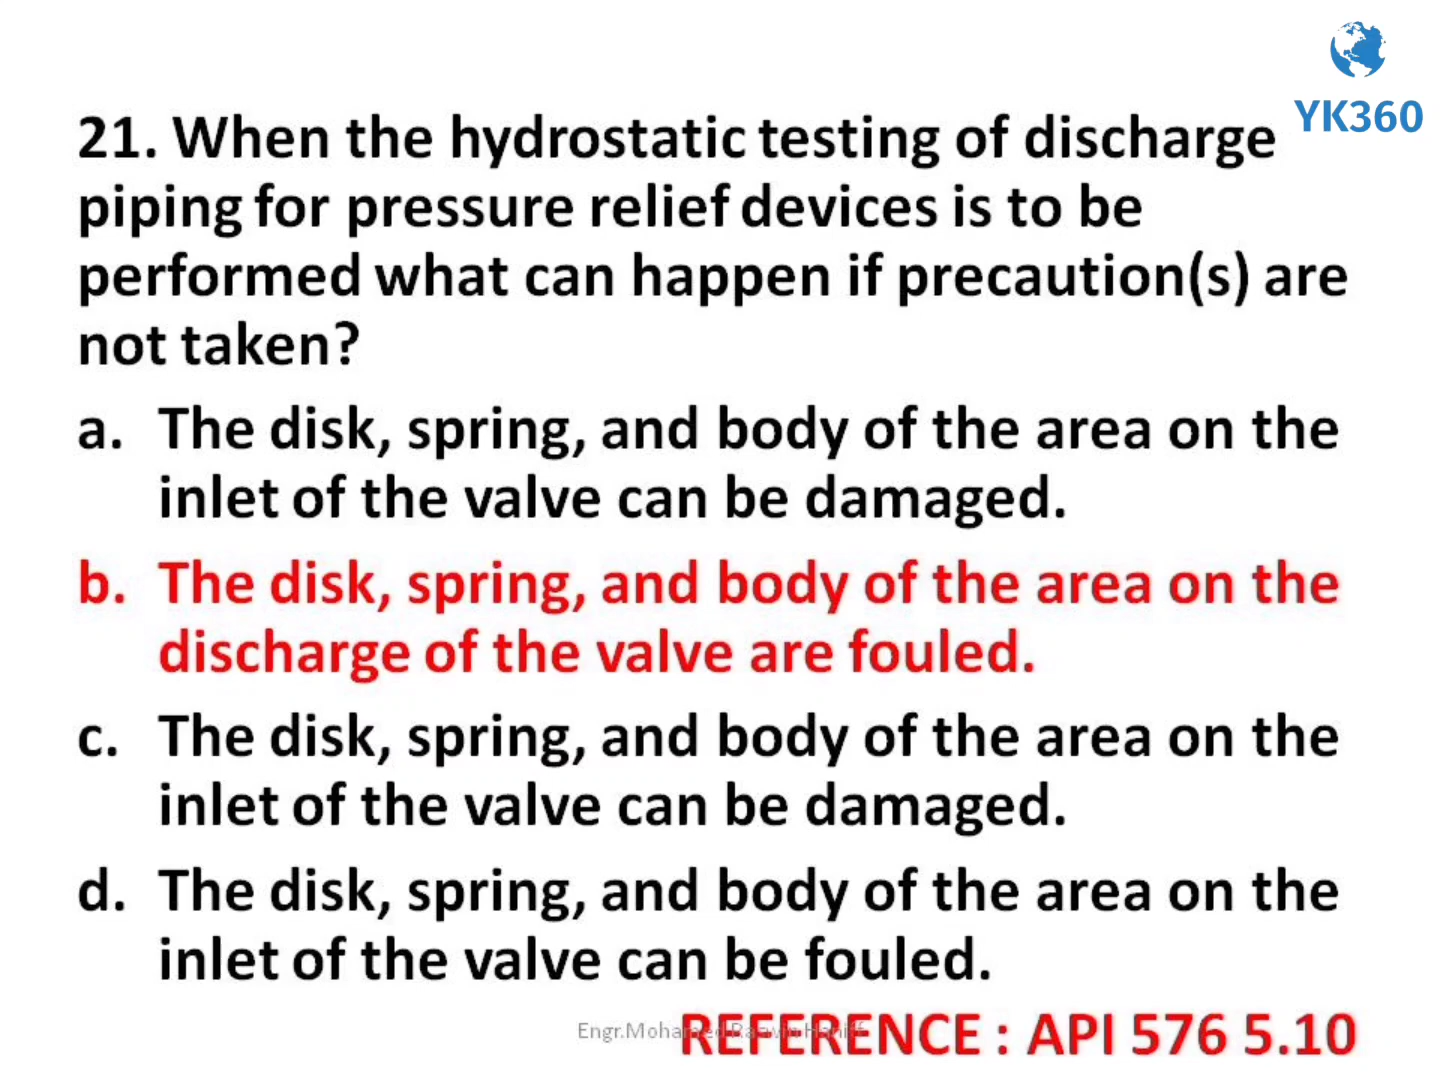 YK360
21. When the hydrostatic testing of discharge
piping for pressure relief devices is to be
performed what can happen if precaution(s) are
not taken?
a. The disk, spring, and body of the area on the
inlet of the valve can be damaged.
b. The disk, spring, and body of the area on the
discharge of the valve are fouled.
c. The disk, spring, and body of the area on the
inlet of the valve can be damaged.
d. The disk, spring, and body of the area on the
inlet of the valve can be fouled.
Engr.Mohamed
REFERENCE : API 576 5.10